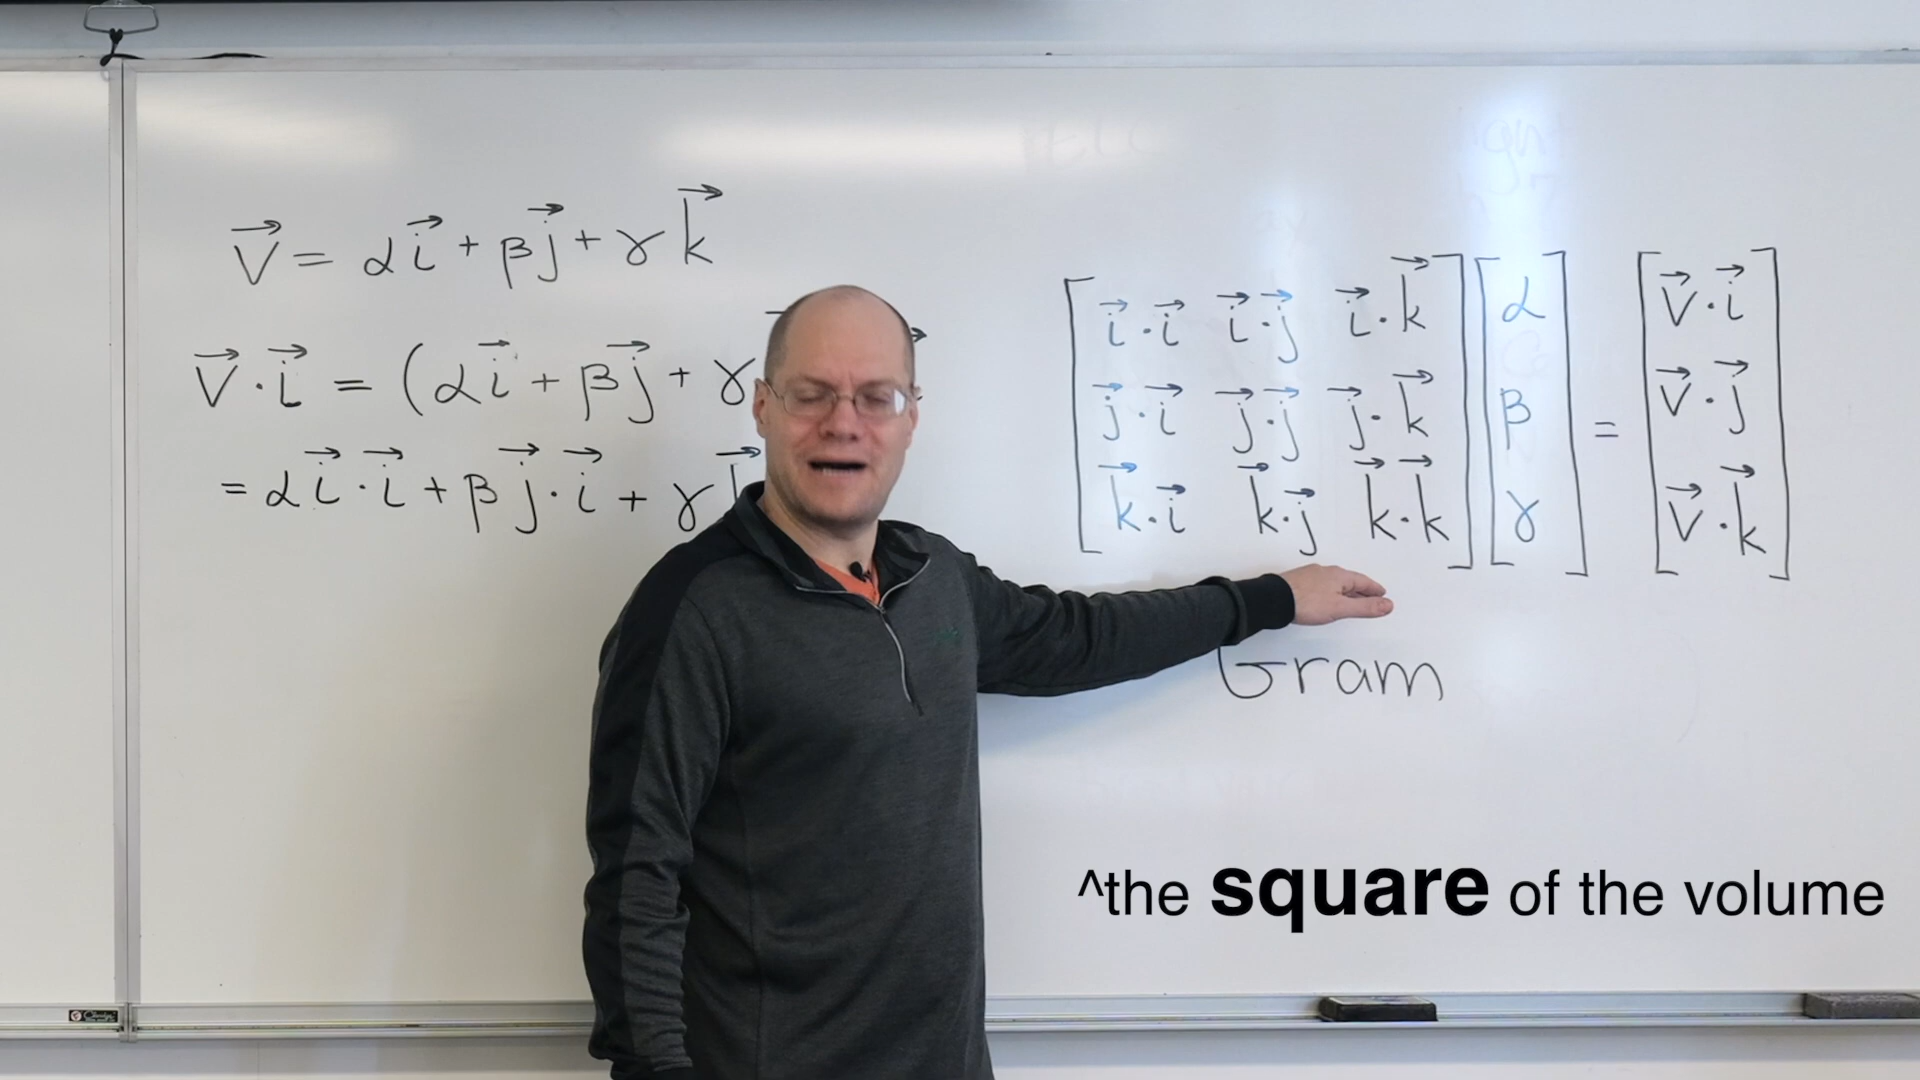 v⃗ = αi⃗ + βj⃗ + γk⃗
v⃗·i⃗ = (αi⃗ + βj⃗ + γ
= αi⃗·i⃗ + βj⃗·i⃗ + γ
[i⃗·i⃗ i⃗·j⃗ i⃗·k⃗] [α] [v⃗·i⃗]
[j⃗·i⃗ j⃗·j⃗ j⃗·k⃗] [β] = [v⃗·j⃗]
[k⃗·i⃗ k⃗·j⃗ k⃗·k⃗] [γ] [v⃗·k⃗]
Gram
^the square of the volume